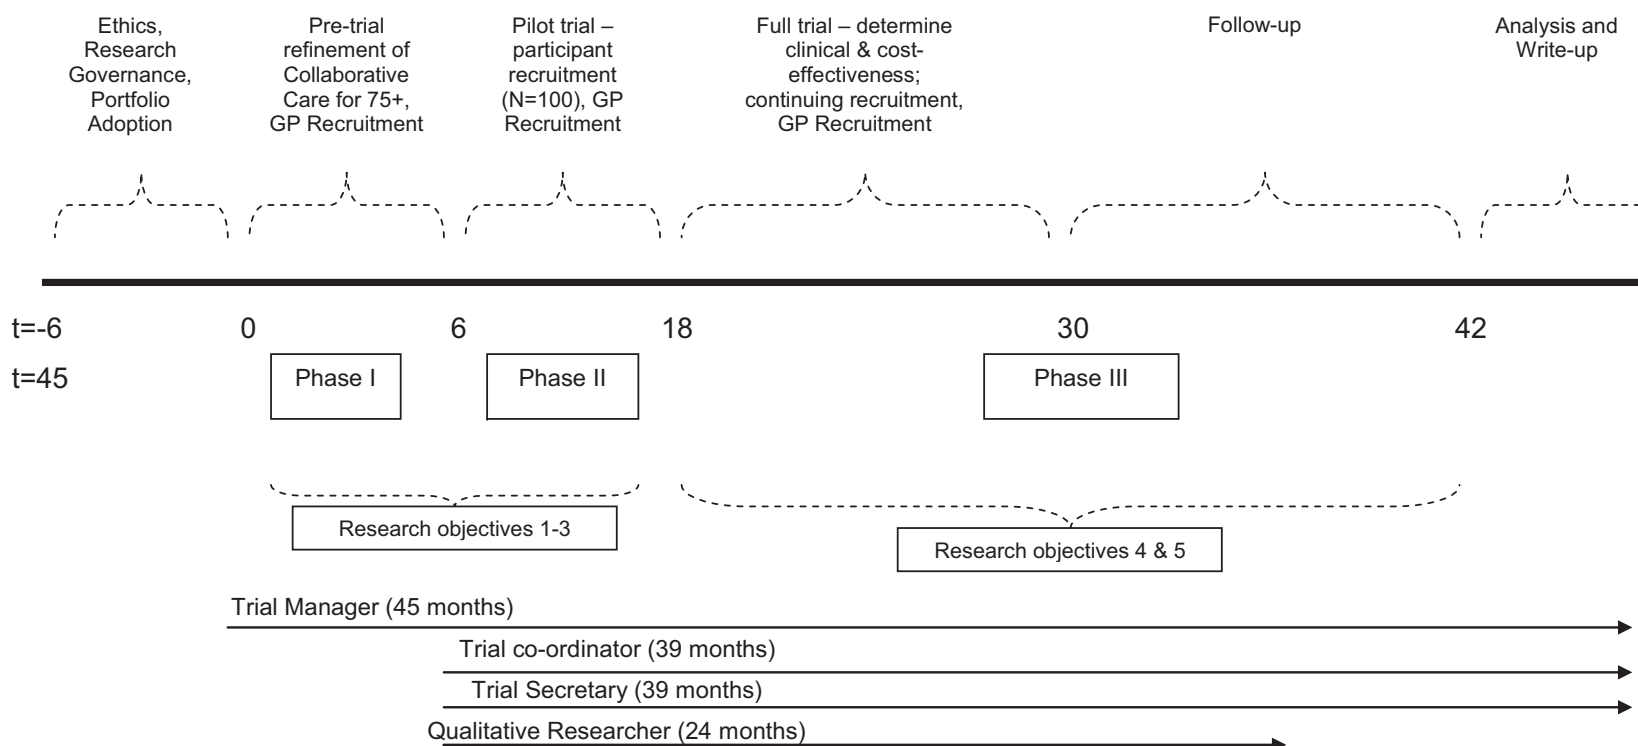 Ethics,
Research
Governance,
Portfolio
Adoption
Pre-trial
refinement of
Collaborative
Care for 75+,
GP Recruitment
Pilot trial –
participant
recruitment
(N=100), GP
Recruitment
Full trial – determine
clinical & cost-
effectiveness;
continuing recruitment,
GP Recruitment
Follow-up
Analysis and
Write-up
t=-6 0 6 18 30 42
t=45
Phase I
Phase II
Phase III
Research objectives 1-3
Research objectives 4 & 5
Trial Manager (45 months)
Trial co-ordinator (39 months)
Trial Secretary (39 months)
Qualitative Researcher (24 months)